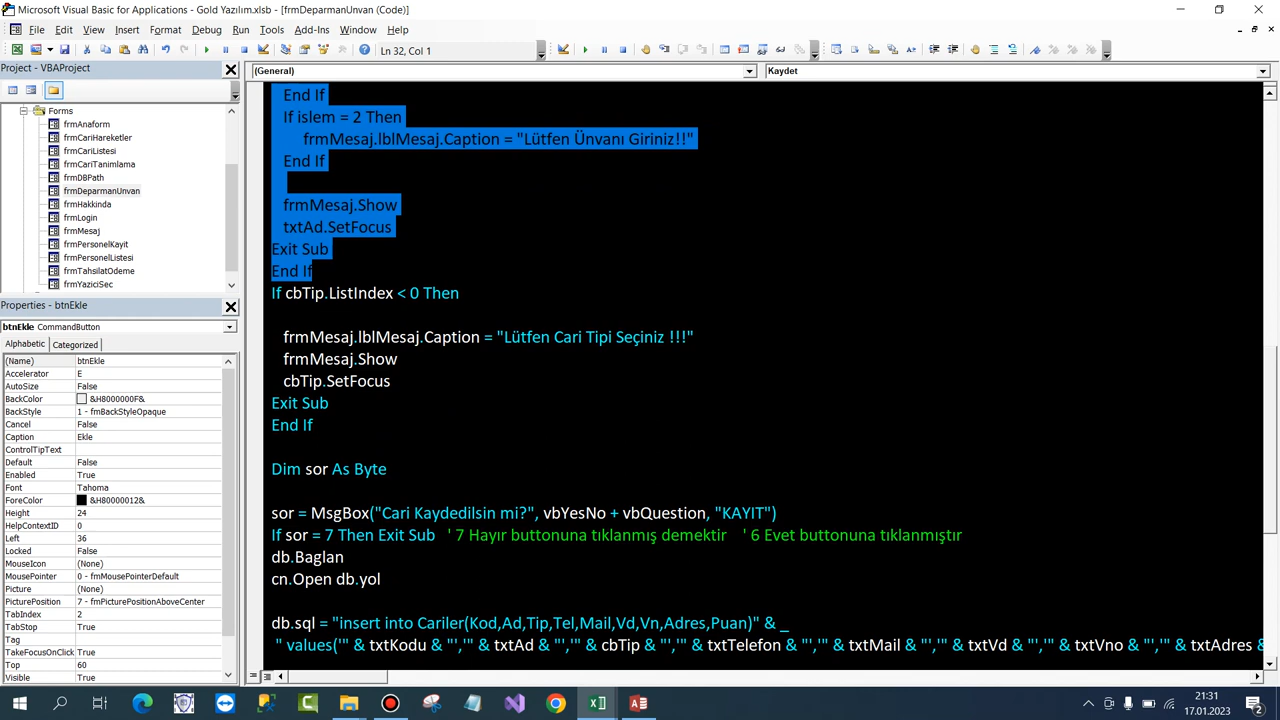 Microsoft Visual Basic for Applications - Gold Yazılım.xlsb - [frmDeparmanUnvan (Code)]
File Edit View Insert Format Debug Run Tools Add-Ins Window Help
Ln 32, Col 1
Project - VBAProject
(General) Kaydet
Forms
frmAnaform
frmCariHareketler
frmCariListesi
frmCariTanimlama
frmDBPath
frmDeparmanUnvan
frmHakkinda
frmLogin
frmMesaj
frmPersonelKayit
frmPersonelListesi
frmTahsilatOdeme
frmYaziciSec
Properties - btnEkle
btnEkle CommandButton
Alphabetic Categorized
(Name) btnEkle
Accelerator E
AutoSize False
BackColor &H8000000F&
BackStyle 1 - fmBackStyleOpaque
Cancel False
Caption Ekle
ControlTipText
Default False
Enabled True
Font Tahoma
ForeColor &H80000012&
Height 24
HelpContextID 0
Left 36
Locked False
MouseIcon (None)
MousePointer 0 - fmMousePointerDefault
Picture (None)
PicturePosition 7 - fmPicturePositionAboveCenter
TabIndex 2
TabStop True
Tag
TakeFocusOnClick True
Top 60
Visible True
End If
If islem = 2 Then
frmMesaj.lblMesaj.Caption = "Lütfen Ünvanı Giriniz!!"
End If
frmMesaj.Show
txtAd.SetFocus
Exit Sub
End If
If cbTip.ListIndex < 0 Then
frmMesaj.lblMesaj.Caption = "Lütfen Cari Tipi Seçiniz !!!"
frmMesaj.Show
cbTip.SetFocus
Exit Sub
End If
Dim sor As Byte
sor = MsgBox("Cari Kaydedilsin mi?", vbYesNo + vbQuestion, "KAYIT")
If sor = 7 Then Exit Sub ' 7 Hayır buttonuna tıklanmış demektir ' 6 Evet buttonuna tıklanmıştır
db.Baglan
cn.Open db.yol
db.sql = "insert into Cariler(Kod,Ad,Tip,Tel,Mail,Vd,Vn,Adres,Puan)" & _
" values('" & txtKodu & "','" & txtAd & "','" & cbTip & "','" & txtTelefon & "','" & txtMail & "','" & txtVd & "','" & txtVno & "','" & txtAdres &
21:31
17.01.2023
2